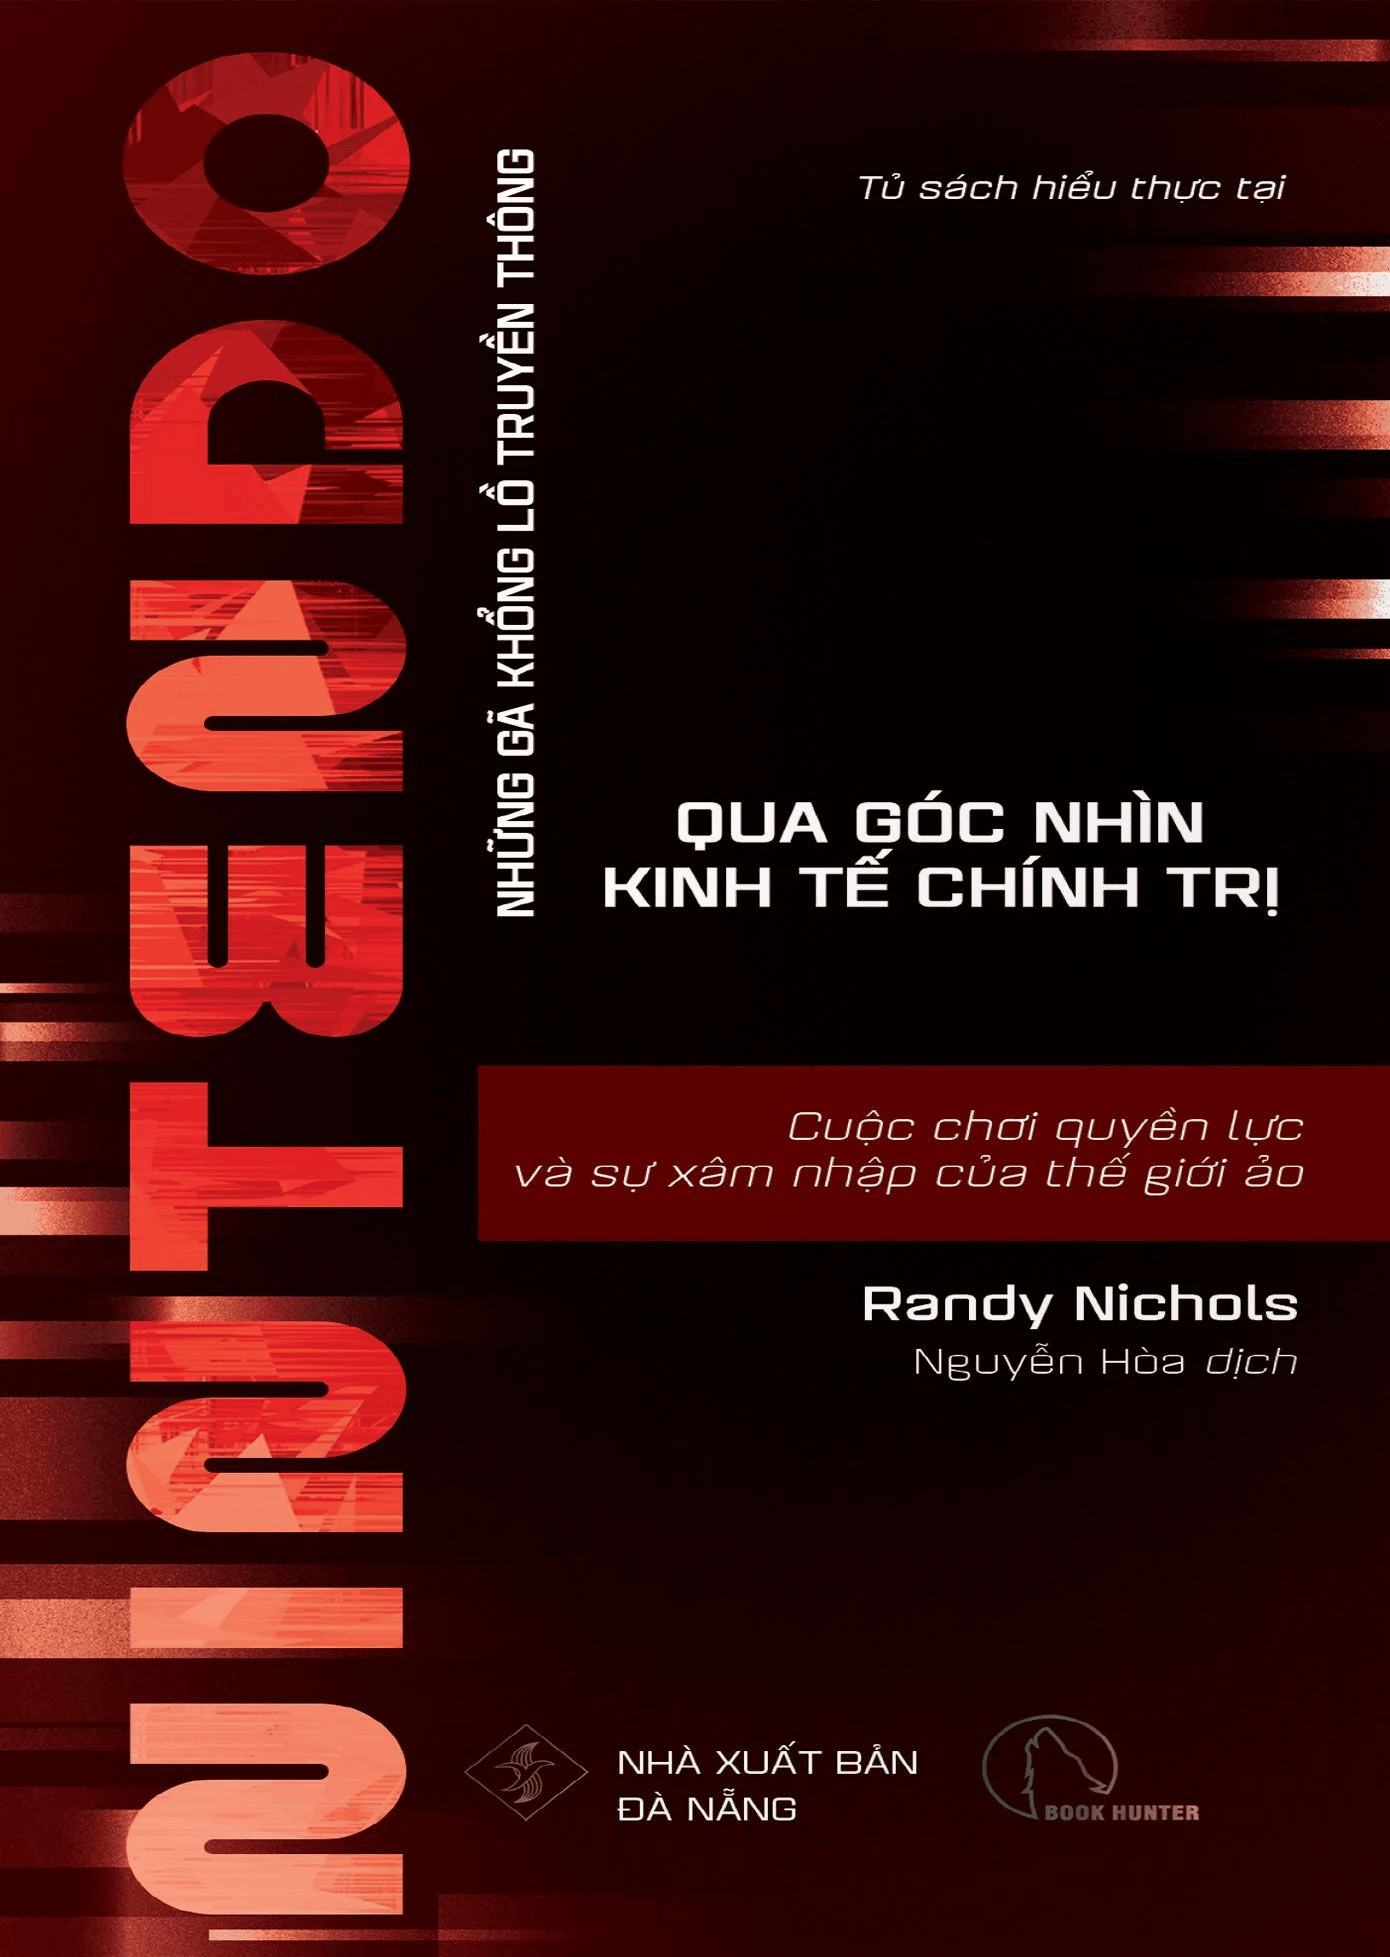 NINTENDO
NHỮNG GÃ KHỔNG LỒ TRUYỀN THÔNG
Tủ sách hiểu thực tại
QUA GÓC NHÌN
KINH TẾ CHÍNH TRỊ
Cuộc chơi quyền lực
và sự xâm nhập của thế giới ảo
Randy Nichols
Nguyễn Hòa dịch
NHÀ XUẤT BẢN
ĐÀ NẴNG
BOOK HUNTER